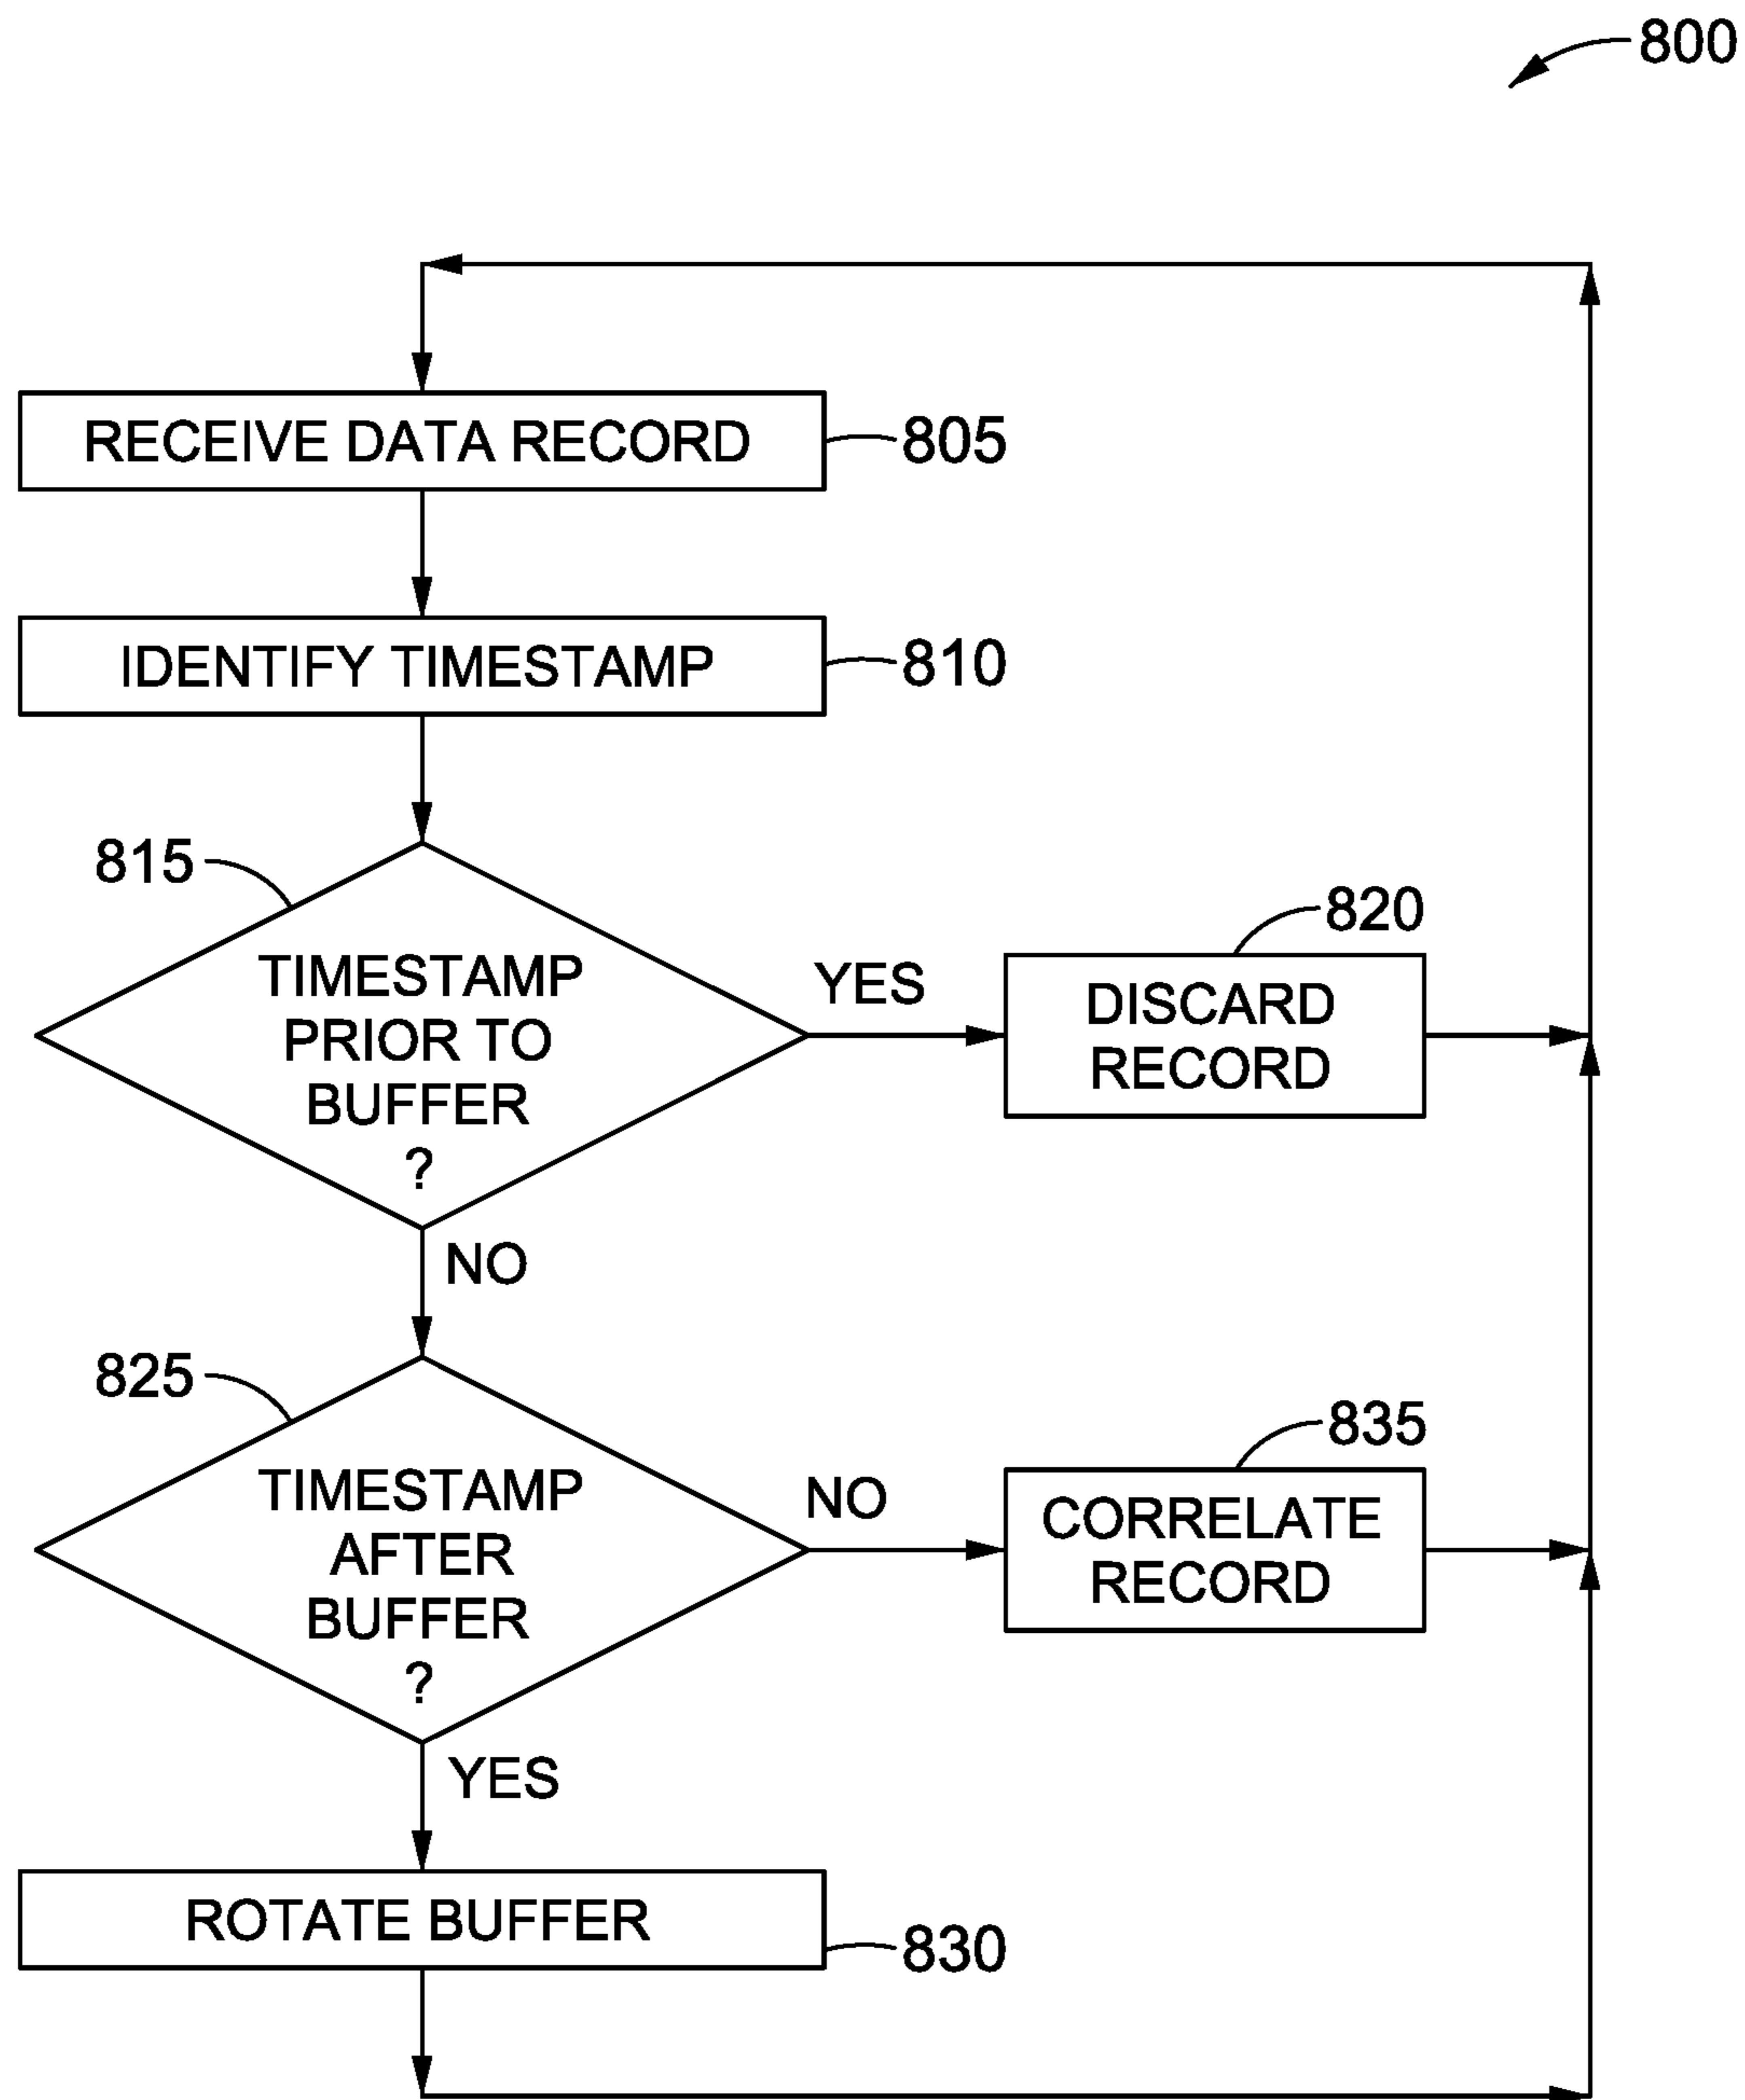 800
RECEIVE DATA RECORD
805
IDENTIFY TIMESTAMP
810
815
TIMESTAMP
PRIOR TO
BUFFER
?
YES
820
DISCARD
RECORD
NO
825
TIMESTAMP
AFTER
BUFFER
?
NO
835
CORRELATE
RECORD
YES
ROTATE BUFFER
830